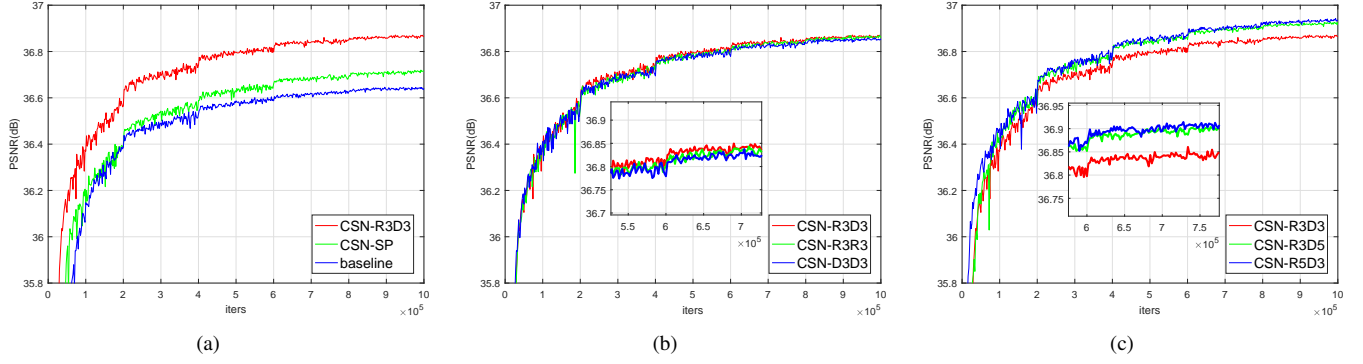 37
36.8
36.6
36.4
36.2
36
35.8
PSNR(dB)
0 1 2 3 4 5 6 7 8 9 10
iters
×10^5
CSN-R3D3
CSN-SP
baseline
(a)
37
36.8
36.6
36.4
36.2
36
35.8
PSNR(dB)
36.9
36.85
36.8
36.75
36.7
5.5 6 6.5 7
×10^5
CSN-R3D3
CSN-R3R3
CSN-D3D3
0 1 2 3 4 5 6 7 8 9 10
iters
×10^5
(b)
37
36.8
36.6
36.4
36.2
36
35.8
PSNR(dB)
36.95
36.9
36.85
36.8
36.75
6 6.5 7 7.5
×10^5
CSN-R3D3
CSN-R3D5
CSN-R5D3
0 1 2 3 4 5 6 7 8 9 10
iters
×10^5
(c)